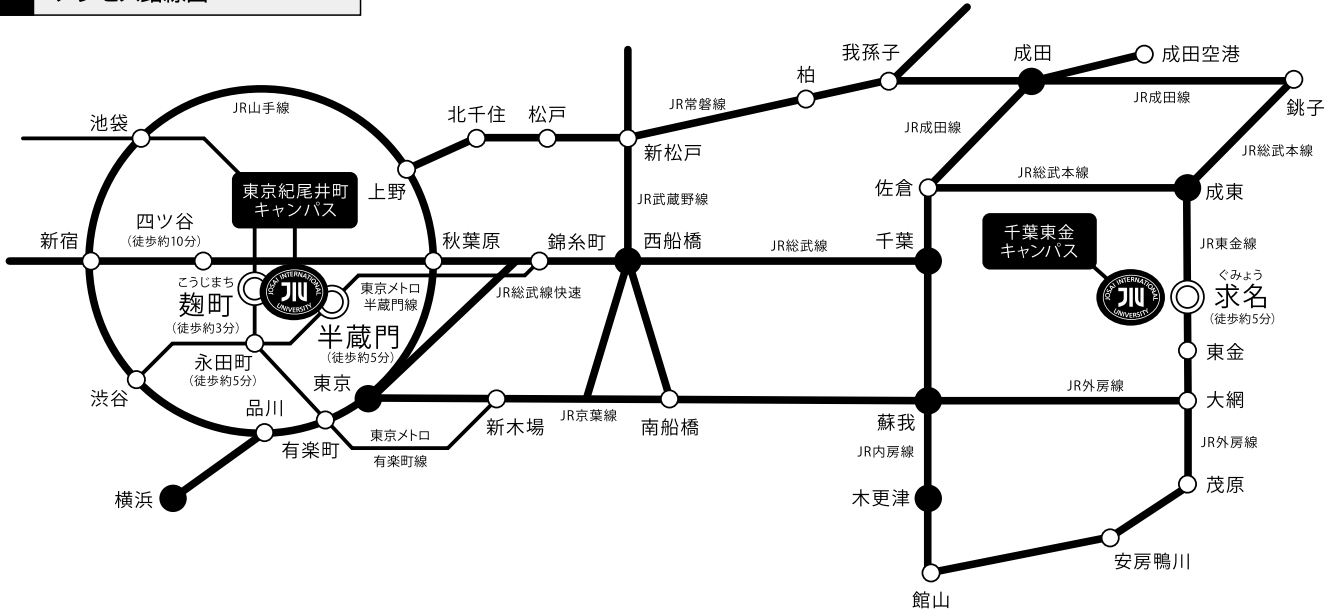 アクセス路線図
我孫子
成田
成田空港
柏
JR常磐線
JR成田線
銚子
JR山手線
池袋
北千住
松戸
新松戸
JR成田線
JR総武本線
東京紀尾井町
キャンパス
上野
JR武蔵野線
佐倉
JR総武本線
成東
四ツ谷
(徒歩約10分)
新宿
秋葉原
錦糸町
西船橋
JR総武線
千葉
千葉東金
キャンパス
JR東金線
こうじまち
麹町
(徒歩約3分)
JOSAI INTERNATIONAL
JIU
UNIVERSITY
東京メトロ
半蔵門線
JR総武線快速
JOSAI INTERNATIONAL
JIU
UNIVERSITY
ぐみょう
求名
(徒歩約5分)
半蔵門
(徒歩約5分)
永田町
(徒歩約5分)
東金
渋谷
東京
品川
有楽町
東京メトロ
有楽町線
新木場
JR京葉線
南船橋
蘇我
JR外房線
大網
JR内房線
JR外房線
横浜
木更津
茂原
安房鴨川
館山